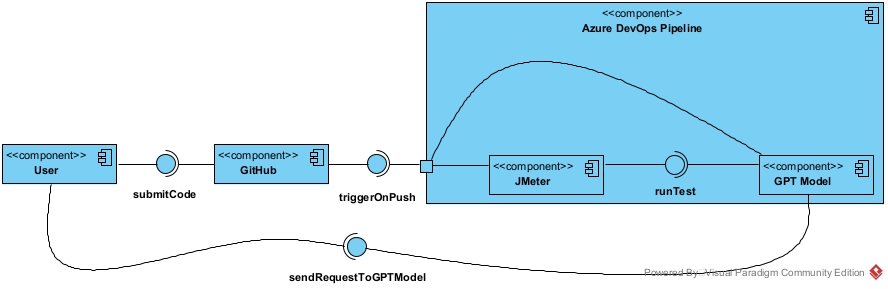 <<component>>
Azure DevOps Pipeline
<<component>>
User
<<component>>
GitHub
<<component>>
JMeter
<<component>>
GPT Model
submitCode
triggerOnPush
runTest
sendRequestToGPTModel
Powered By: Visual Paradigm Community Edition